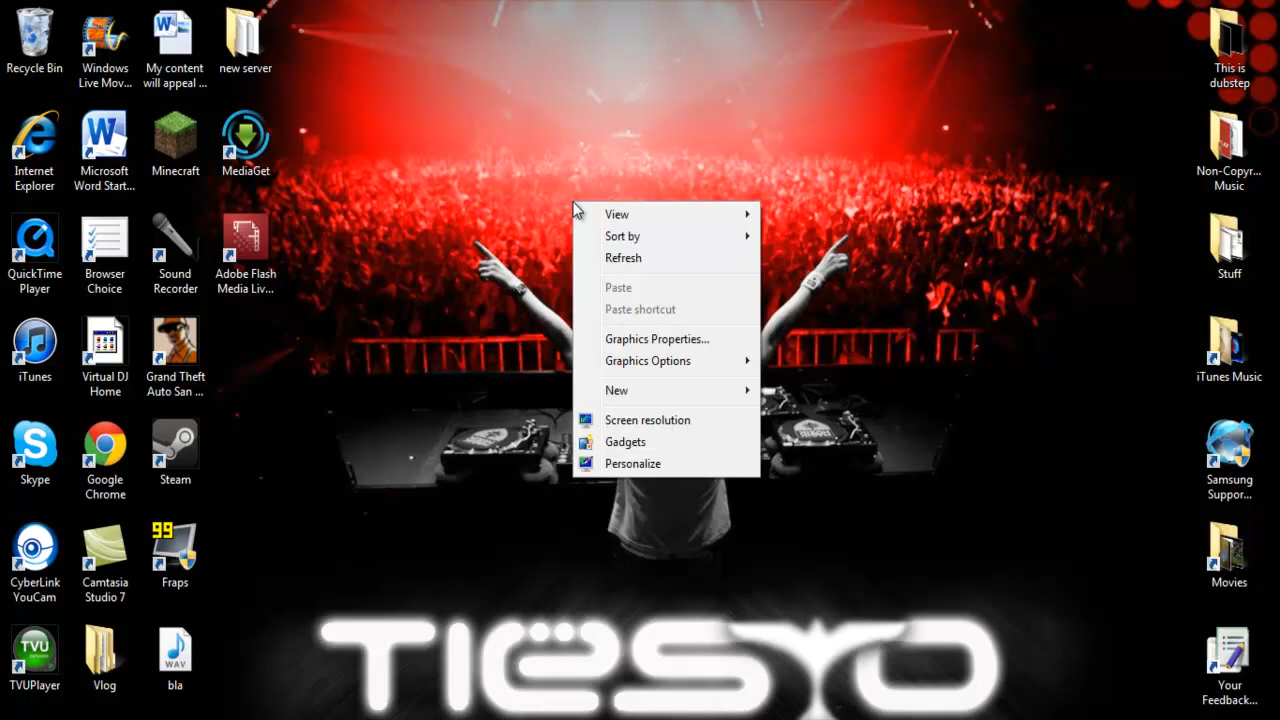 Recycle Bin
Windows
Live Mov...
My content
will appeal ...
new server
Internet
Explorer
Microsoft
Word Start...
Minecraft
MediaGet
QuickTime
Player
Browser
Choice
Sound
Recorder
Adobe Flash
Media Liv...
iTunes
Virtual DJ
Home
Grand Theft
Auto San ...
Skype
Google
Chrome
Steam
CyberLink
YouCam
Camtasia
Studio 7
99
Fraps
TVU
TVUPlayer
Vlog
WAV
bla
View
Sort by
Refresh
Paste
Paste shortcut
Graphics Properties...
Graphics Options
New
Screen resolution
Gadgets
Personalize
This is
dubstep
Non-Copyr...
Music
Stuff
iTunes Music
Samsung
Suppor...
Movies
Your
Feedback...
TIËSTO